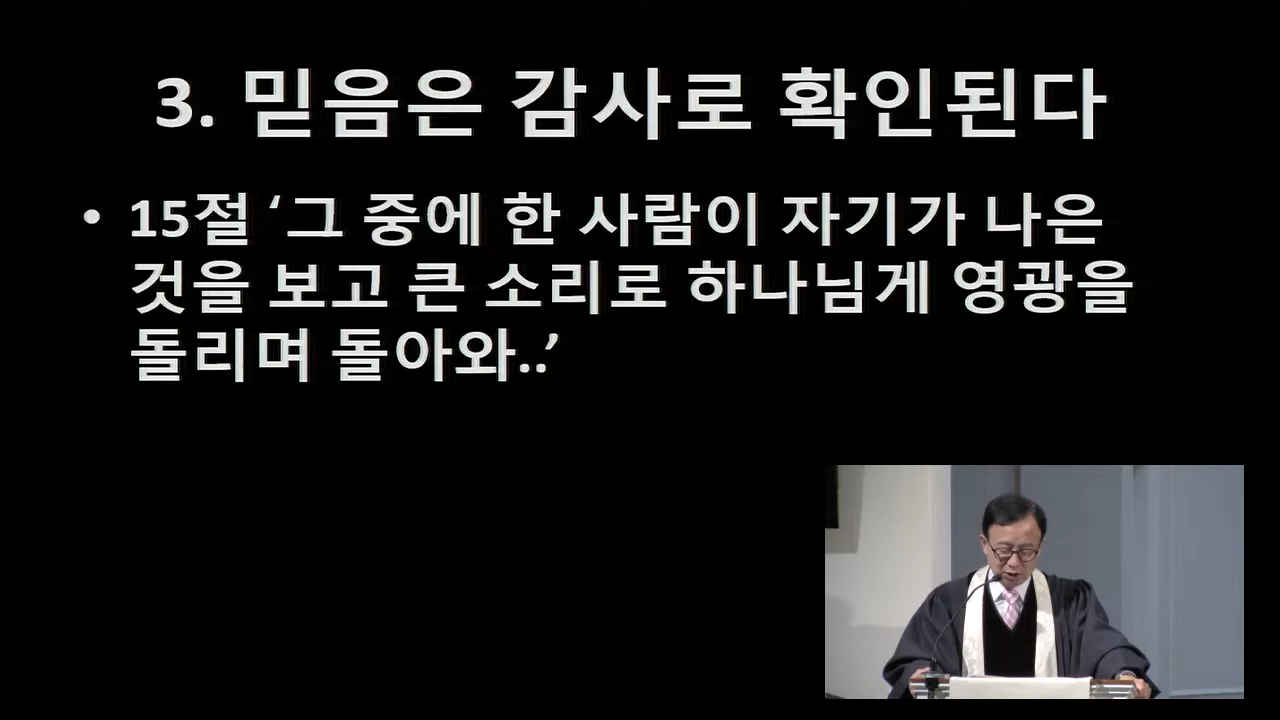 3. 믿음은 감사로 확인된다
• 15절 ‘그 중에 한 사람이 자기가 나은
것을 보고 큰 소리로 하나님게 영광을
돌리며 돌아와..’